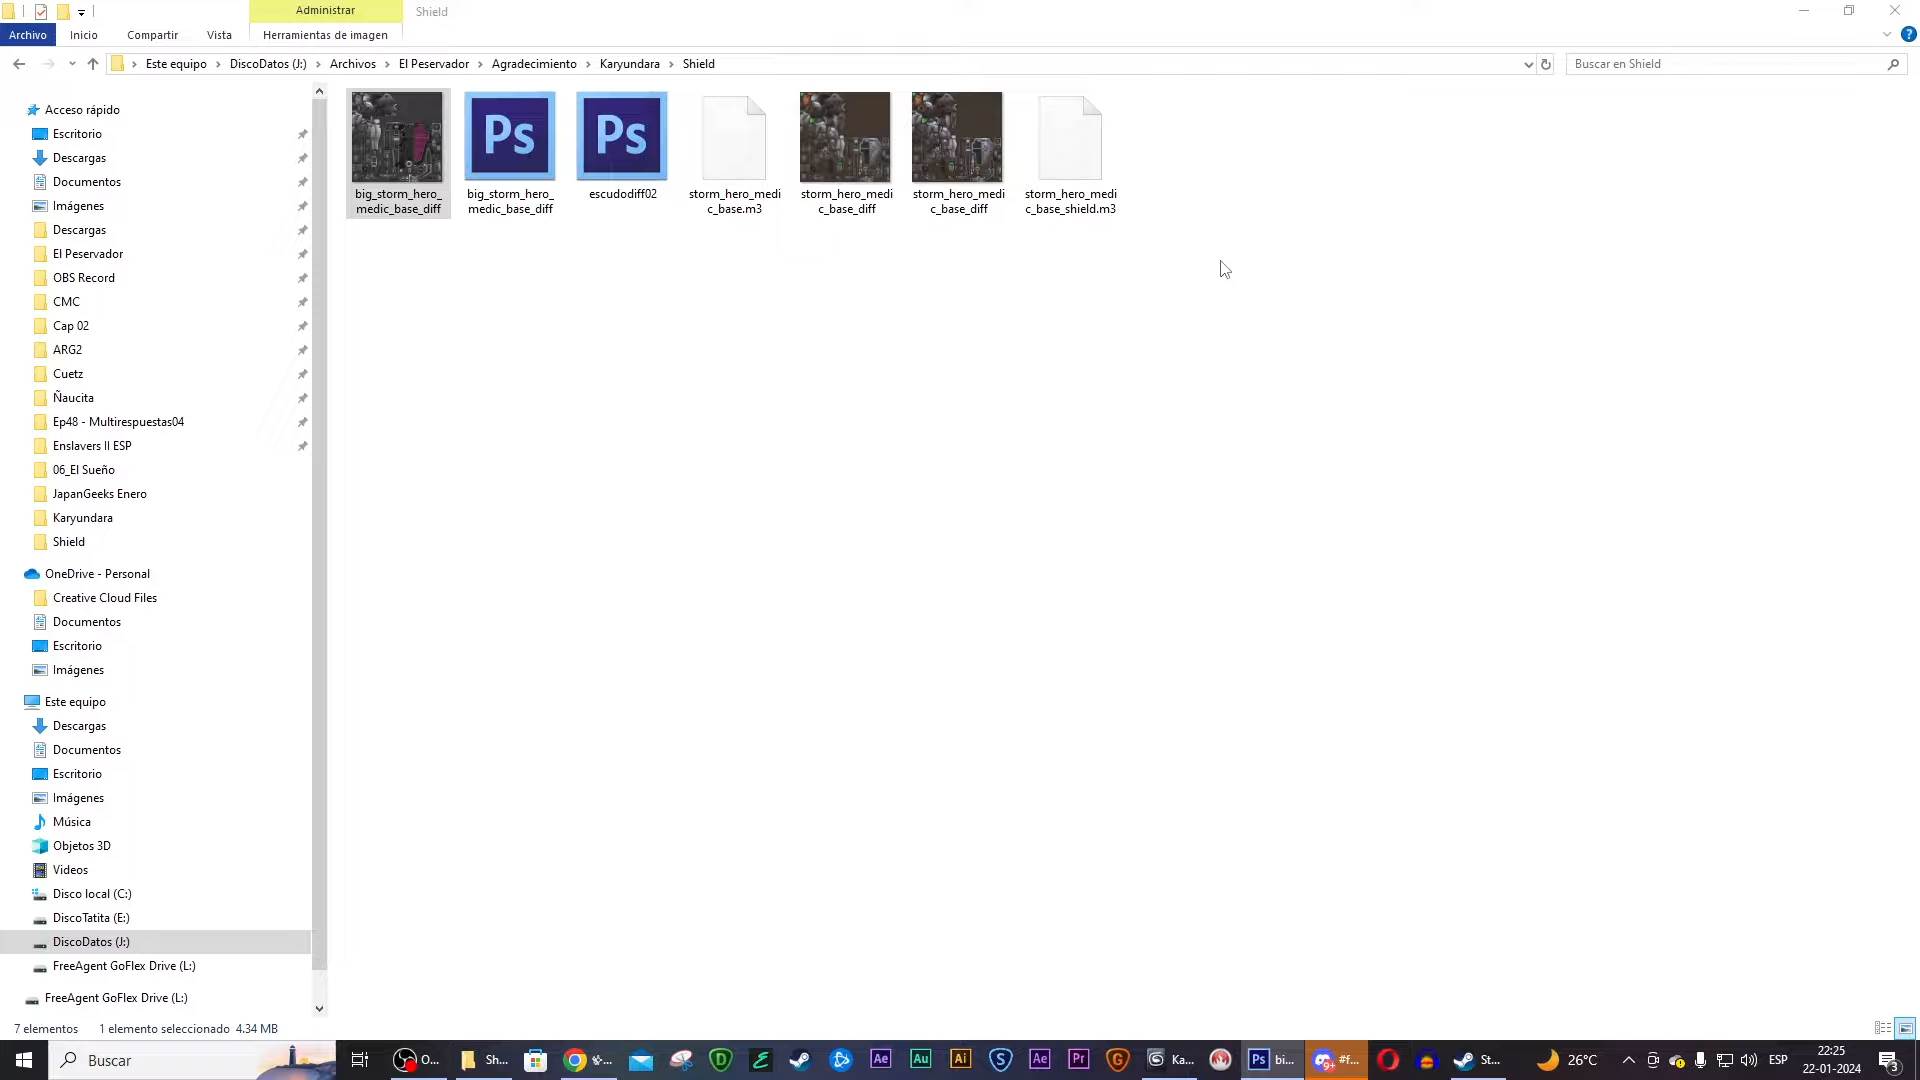 Administrar
Shield
Archivo
Inicio
Compartir
Vista
Herramientas de imagen
Este equipo
DiscoDatos (J:)
Archivos
El Peservador
Agradecimiento
Karyundara
Shield
Buscar en Shield
Acceso rápido
Escritorio
Descargas
Documentos
Imágenes
Descargas
El Peservador
OBS Record
CMC
Cap 02
ARG2
Cuetz
Ñaucita
Ep48 - Multirespuestas04
Enslavers II ESP
06_El Sueño
JapanGeeks Enero
Karyundara
Shield
OneDrive - Personal
Creative Cloud Files
Documentos
Escritorio
Imágenes
Este equipo
Descargas
Documentos
Escritorio
Imágenes
Música
Objetos 3D
Videos
Disco local (C:)
DiscoTatita (E:)
DiscoDatos (J:)
FreeAgent GoFlex Drive (L:)
FreeAgent GoFlex Drive (L:)
Ps
Ps
big_storm_hero_
medic_base_diff
big_storm_hero_
medic_base_diff
escudodiff02
storm_hero_medi
c_base.m3
storm_hero_medi
c_base_diff
storm_hero_medi
c_base_diff
storm_hero_medi
c_base_shield.m3
7 elementos
1 elemento seleccionado 4.34 MB
Buscar
O...
Sh...
Ae
Au
Ai
Ae
Pr
Ka...
Ps
bi...
9+
#f...
St...
26°C
ESP
22:25
22-01-2024
3